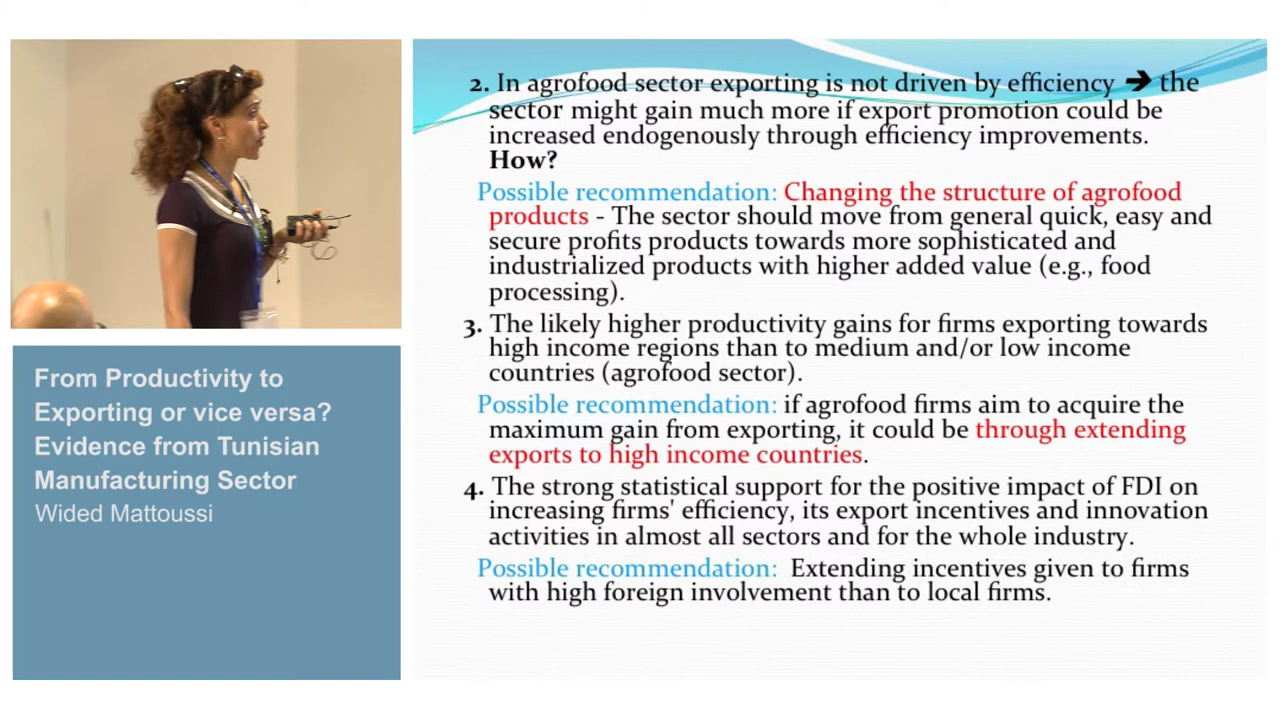 From Productivity to
Exporting or vice versa?
Evidence from Tunisian
Manufacturing Sector
Wided Mattoussi
2. In agrofood sector exporting is not driven by efficiency ➔ the
sector might gain much more if export promotion could be
increased endogenously through efficiency improvements.
How?
Possible recommendation: Changing the structure of agrofood
products - The sector should move from general quick, easy and
secure profits products towards more sophisticated and
industrialized products with higher added value (e.g., food
processing).
3. The likely higher productivity gains for firms exporting towards
high income regions than to medium and/or low income
countries (agrofood sector).
Possible recommendation: if agrofood firms aim to acquire the
maximum gain from exporting, it could be through extending
exports to high income countries.
4. The strong statistical support for the positive impact of FDI on
increasing firms' efficiency, its export incentives and innovation
activities in almost all sectors and for the whole industry.
Possible recommendation: Extending incentives given to firms
with high foreign involvement than to local firms.